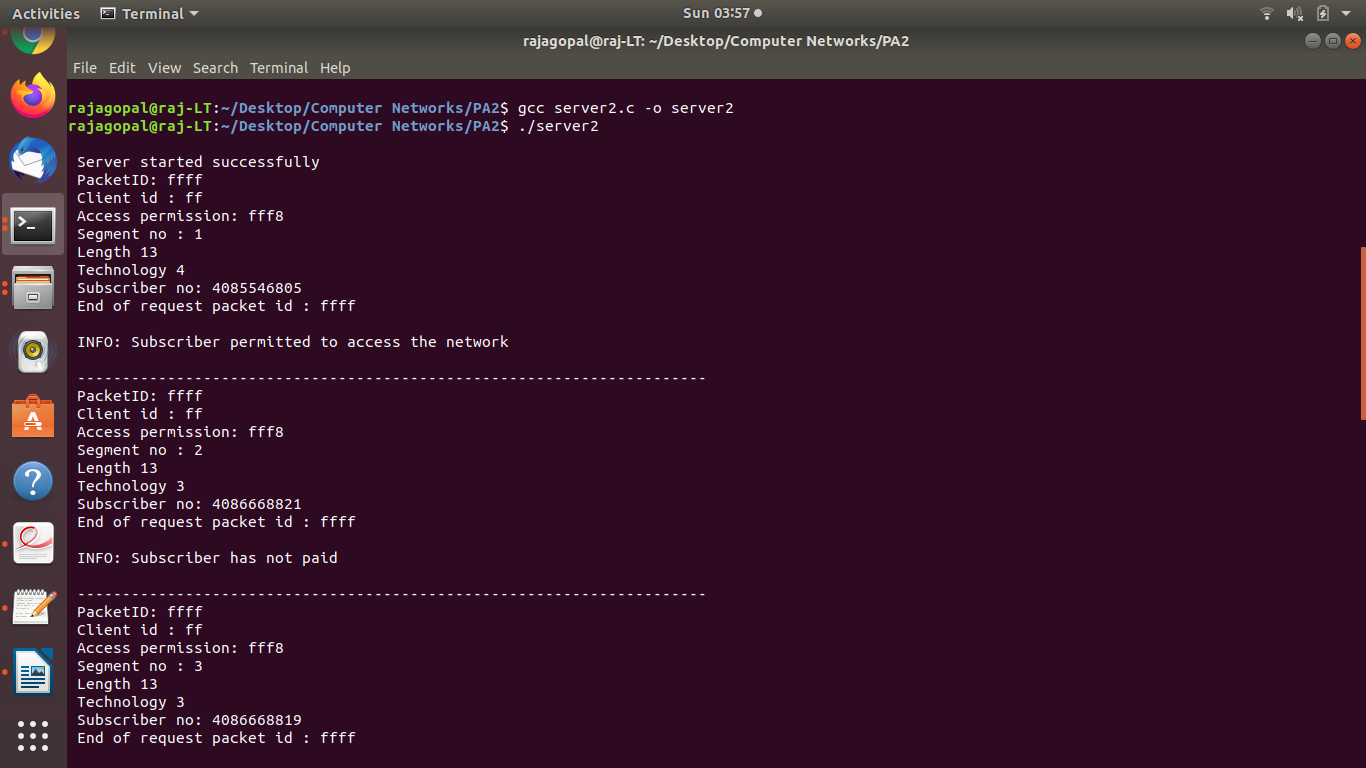 Activities Terminal Sun 03:57
rajagopal@raj-LT: ~/Desktop/Computer Networks/PA2
File Edit View Search Terminal Help
rajagopal@raj-LT:~/Desktop/Computer Networks/PA2$ gcc server2.c -o server2
rajagopal@raj-LT:~/Desktop/Computer Networks/PA2$ ./server2
Server started successfully
PacketID: ffff
Client id : ff
Access permission: fff8
Segment no : 1
Length 13
Technology 4
Subscriber no: 4085546805
End of request packet id : ffff
INFO: Subscriber permitted to access the network
----------------------------------------------------------------------
PacketID: ffff
Client id : ff
Access permission: fff8
Segment no : 2
Length 13
Technology 3
Subscriber no: 4086668821
End of request packet id : ffff
INFO: Subscriber has not paid
----------------------------------------------------------------------
PacketID: ffff
Client id : ff
Access permission: fff8
Segment no : 3
Length 13
Technology 3
Subscriber no: 4086668819
End of request packet id : ffff